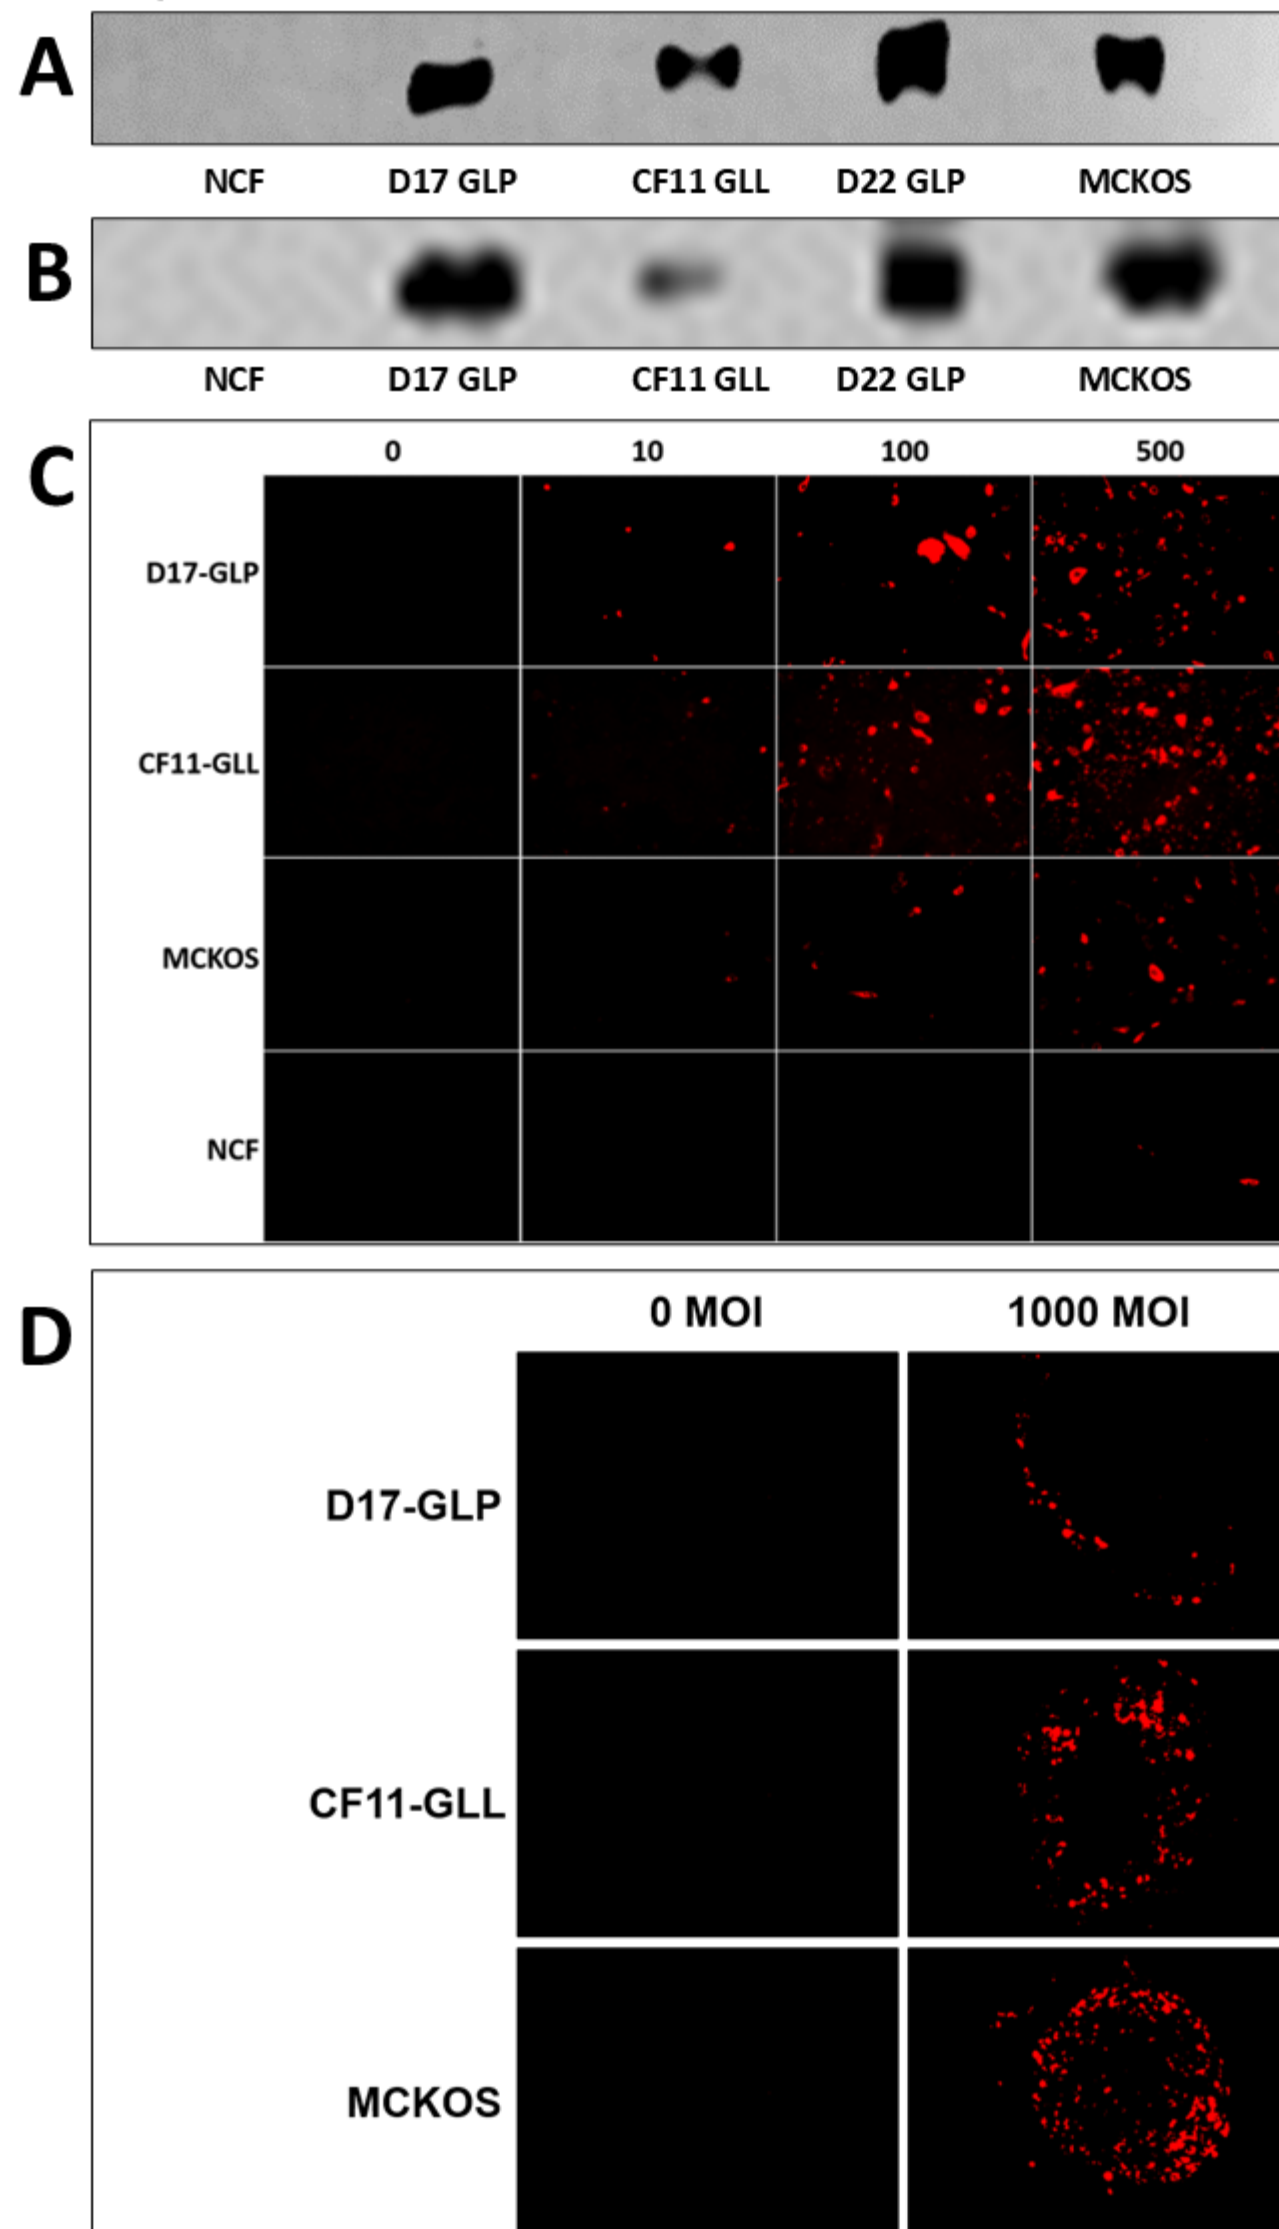 A
NCF D17 GLP CF11 GLL D22 GLP MCKOS
B
NCF D17 GLP CF11 GLL D22 GLP MCKOS
C
0 10 100 500
D17-GLP
CF11-GLL
MCKOS
NCF
D
0 MOI 1000 MOI
D17-GLP
CF11-GLL
MCKOS